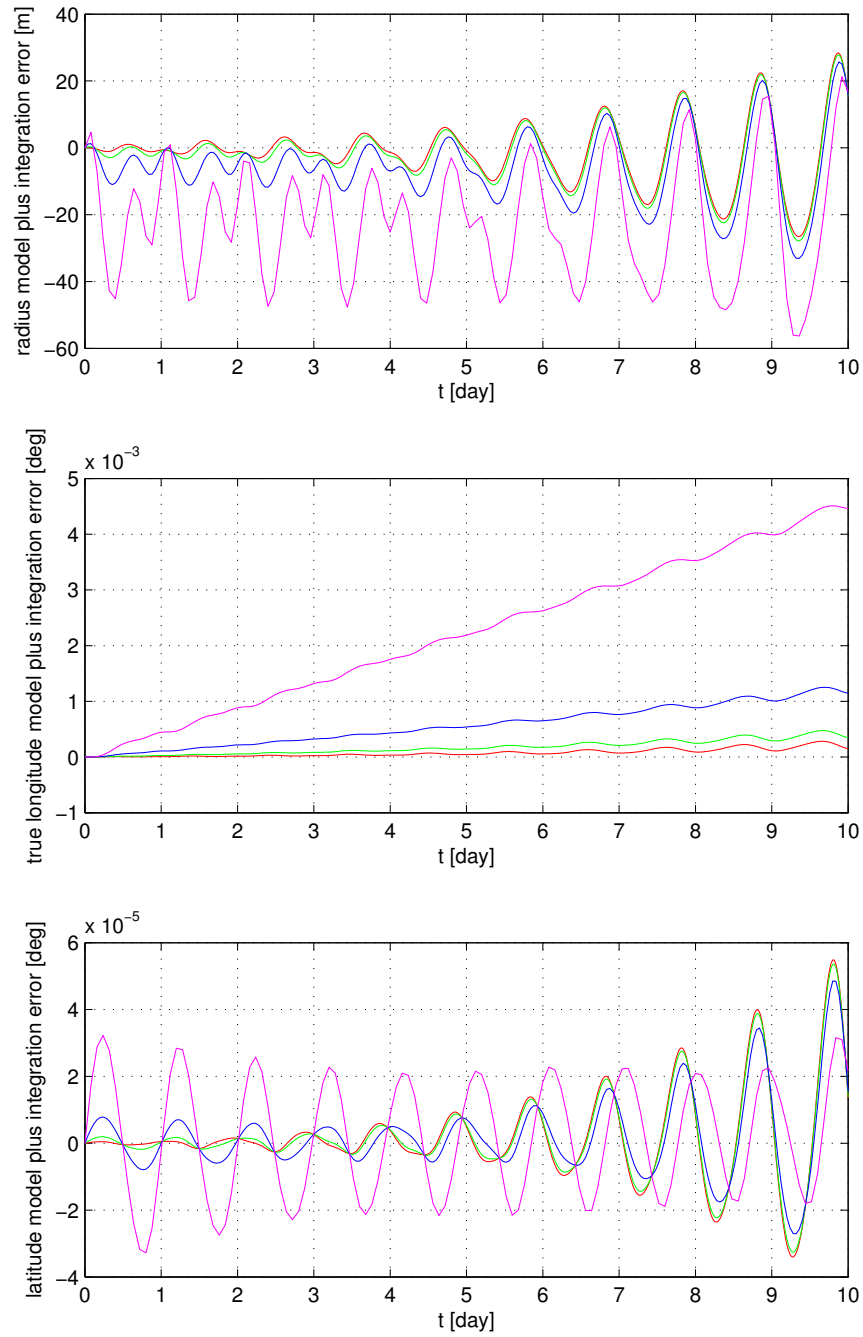 40
20
0
−20
−40
−60
radius model plus integration error [m]
0 1 2 3 4 5 6 7 8 9 10
t [day]
x 10−3
5
4
3
2
1
0
−1
true longitude model plus integration error [deg]
0 1 2 3 4 5 6 7 8 9 10
t [day]
x 10−5
6
4
2
0
−2
−4
latitude model plus integration error [deg]
0 1 2 3 4 5 6 7 8 9 10
t [day]